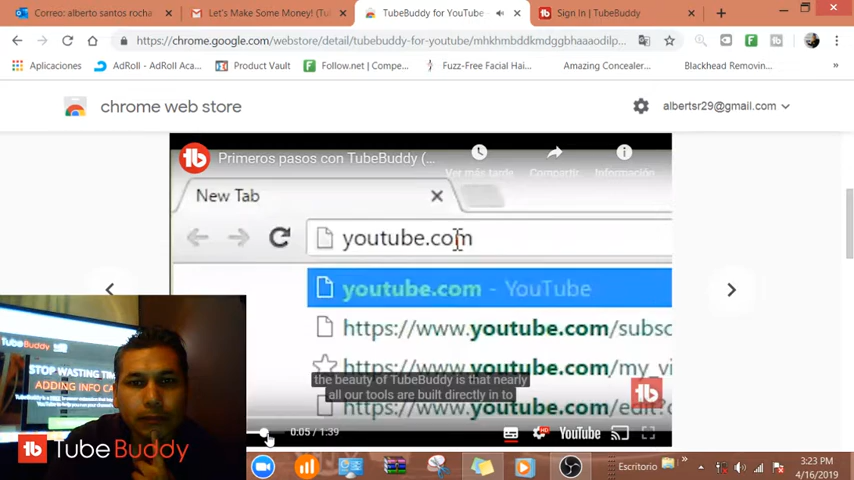 Correo: alberto santos rocha
Let's Make Some Money! (Tu
TubeBuddy for YouTube
Sign In | TubeBuddy
https://chrome.google.com/webstore/detail/tubebuddy-for-youtube/mhkhmbddkmdggbhaaaodilp...
Aplicaciones
AdRoll - AdRoll Aca...
Product Vault
Follow.net | Compe...
Fuzz-Free Facial Hai...
Amazing Concealer...
Blackhead Removin...
chrome web store
albertsr29@gmail.com
Primeros pasos con TubeBuddy (...
Ver más tarde
Compartir
Información
New Tab
youtube.com
youtube.com - YouTube
https://www.youtube.com/subsc
https://www.youtube.com/my_vi
https://www.youtube.com/edit?
the beauty of TubeBuddy is that nearly
all our tools are built directly in to
TubeBuddy
STOP WASTING
ADDING INFO CA
0:05 / 1:39
HD
YouTube
TubeBuddy
Escritorio
3:23 PM
4/16/2019